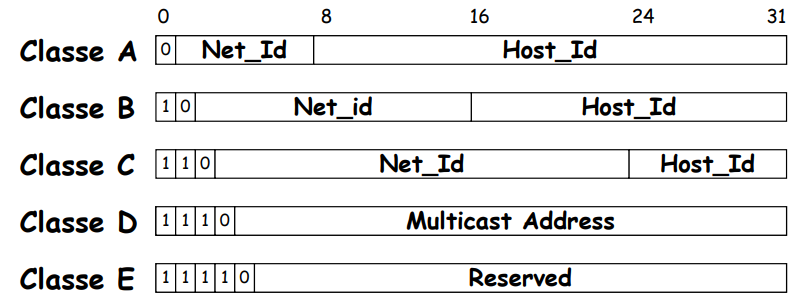 0 8 16 24 31
Classe A 0 Net_Id Host_Id
Classe B 1 0 Net_id Host_Id
Classe C 1 1 0 Net_Id Host_Id
Classe D 1 1 1 0 Multicast Address
Classe E 1 1 1 1 0 Reserved